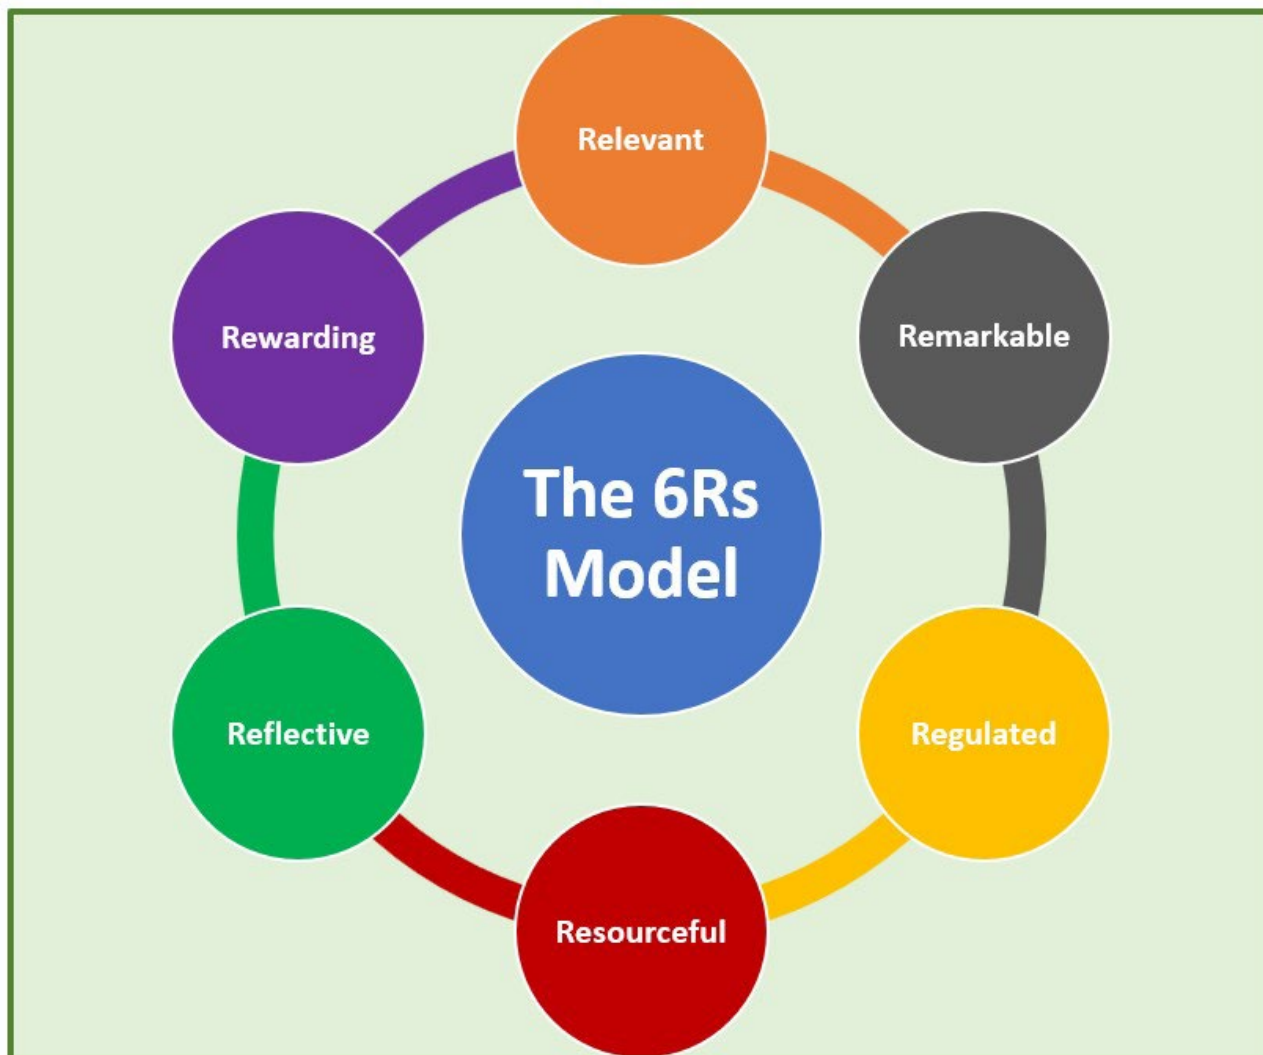 Relevant
Remarkable
Regulated
Resourceful
Reflective
Rewarding
The 6Rs
Model